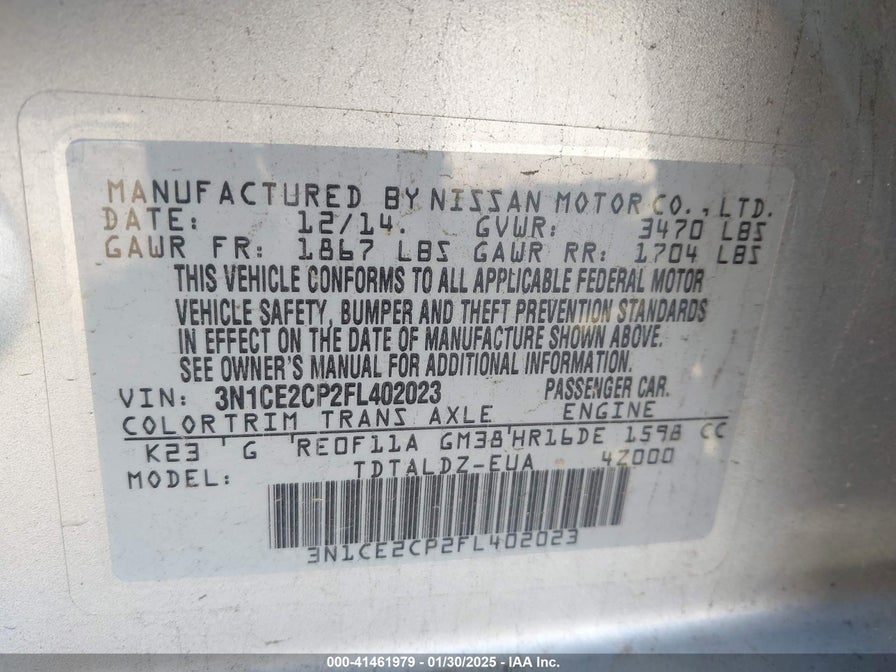 MANUFACTURED BY NISSAN MOTOR CO., LTD.
DATE: 12/14. GVWR: 3470 LBS
GAWR FR: 1867 LBS GAWR RR: 1704 LBS
THIS VEHICLE CONFORMS TO ALL APPLICABLE FEDERAL MOTOR
VEHICLE SAFETY, BUMPER AND THEFT PREVENTION STANDARDS
IN EFFECT ON THE DATE OF MANUFACTURE SHOWN ABOVE.
SEE OWNER'S MANUAL FOR ADDITIONAL INFORMATION.
VIN: 3N1CE2CP2FL402023 PASSENGER CAR.
COLOR TRIM TRANS AXLE ENGINE
K23 G RE0F11A GM38 HR16DE 1598 CC
MODEL: TDTALDZ-EUA 4Z000
3N1CE2CP2FL402023
000-41461979 — 01/30/2025 — IAA Inc.